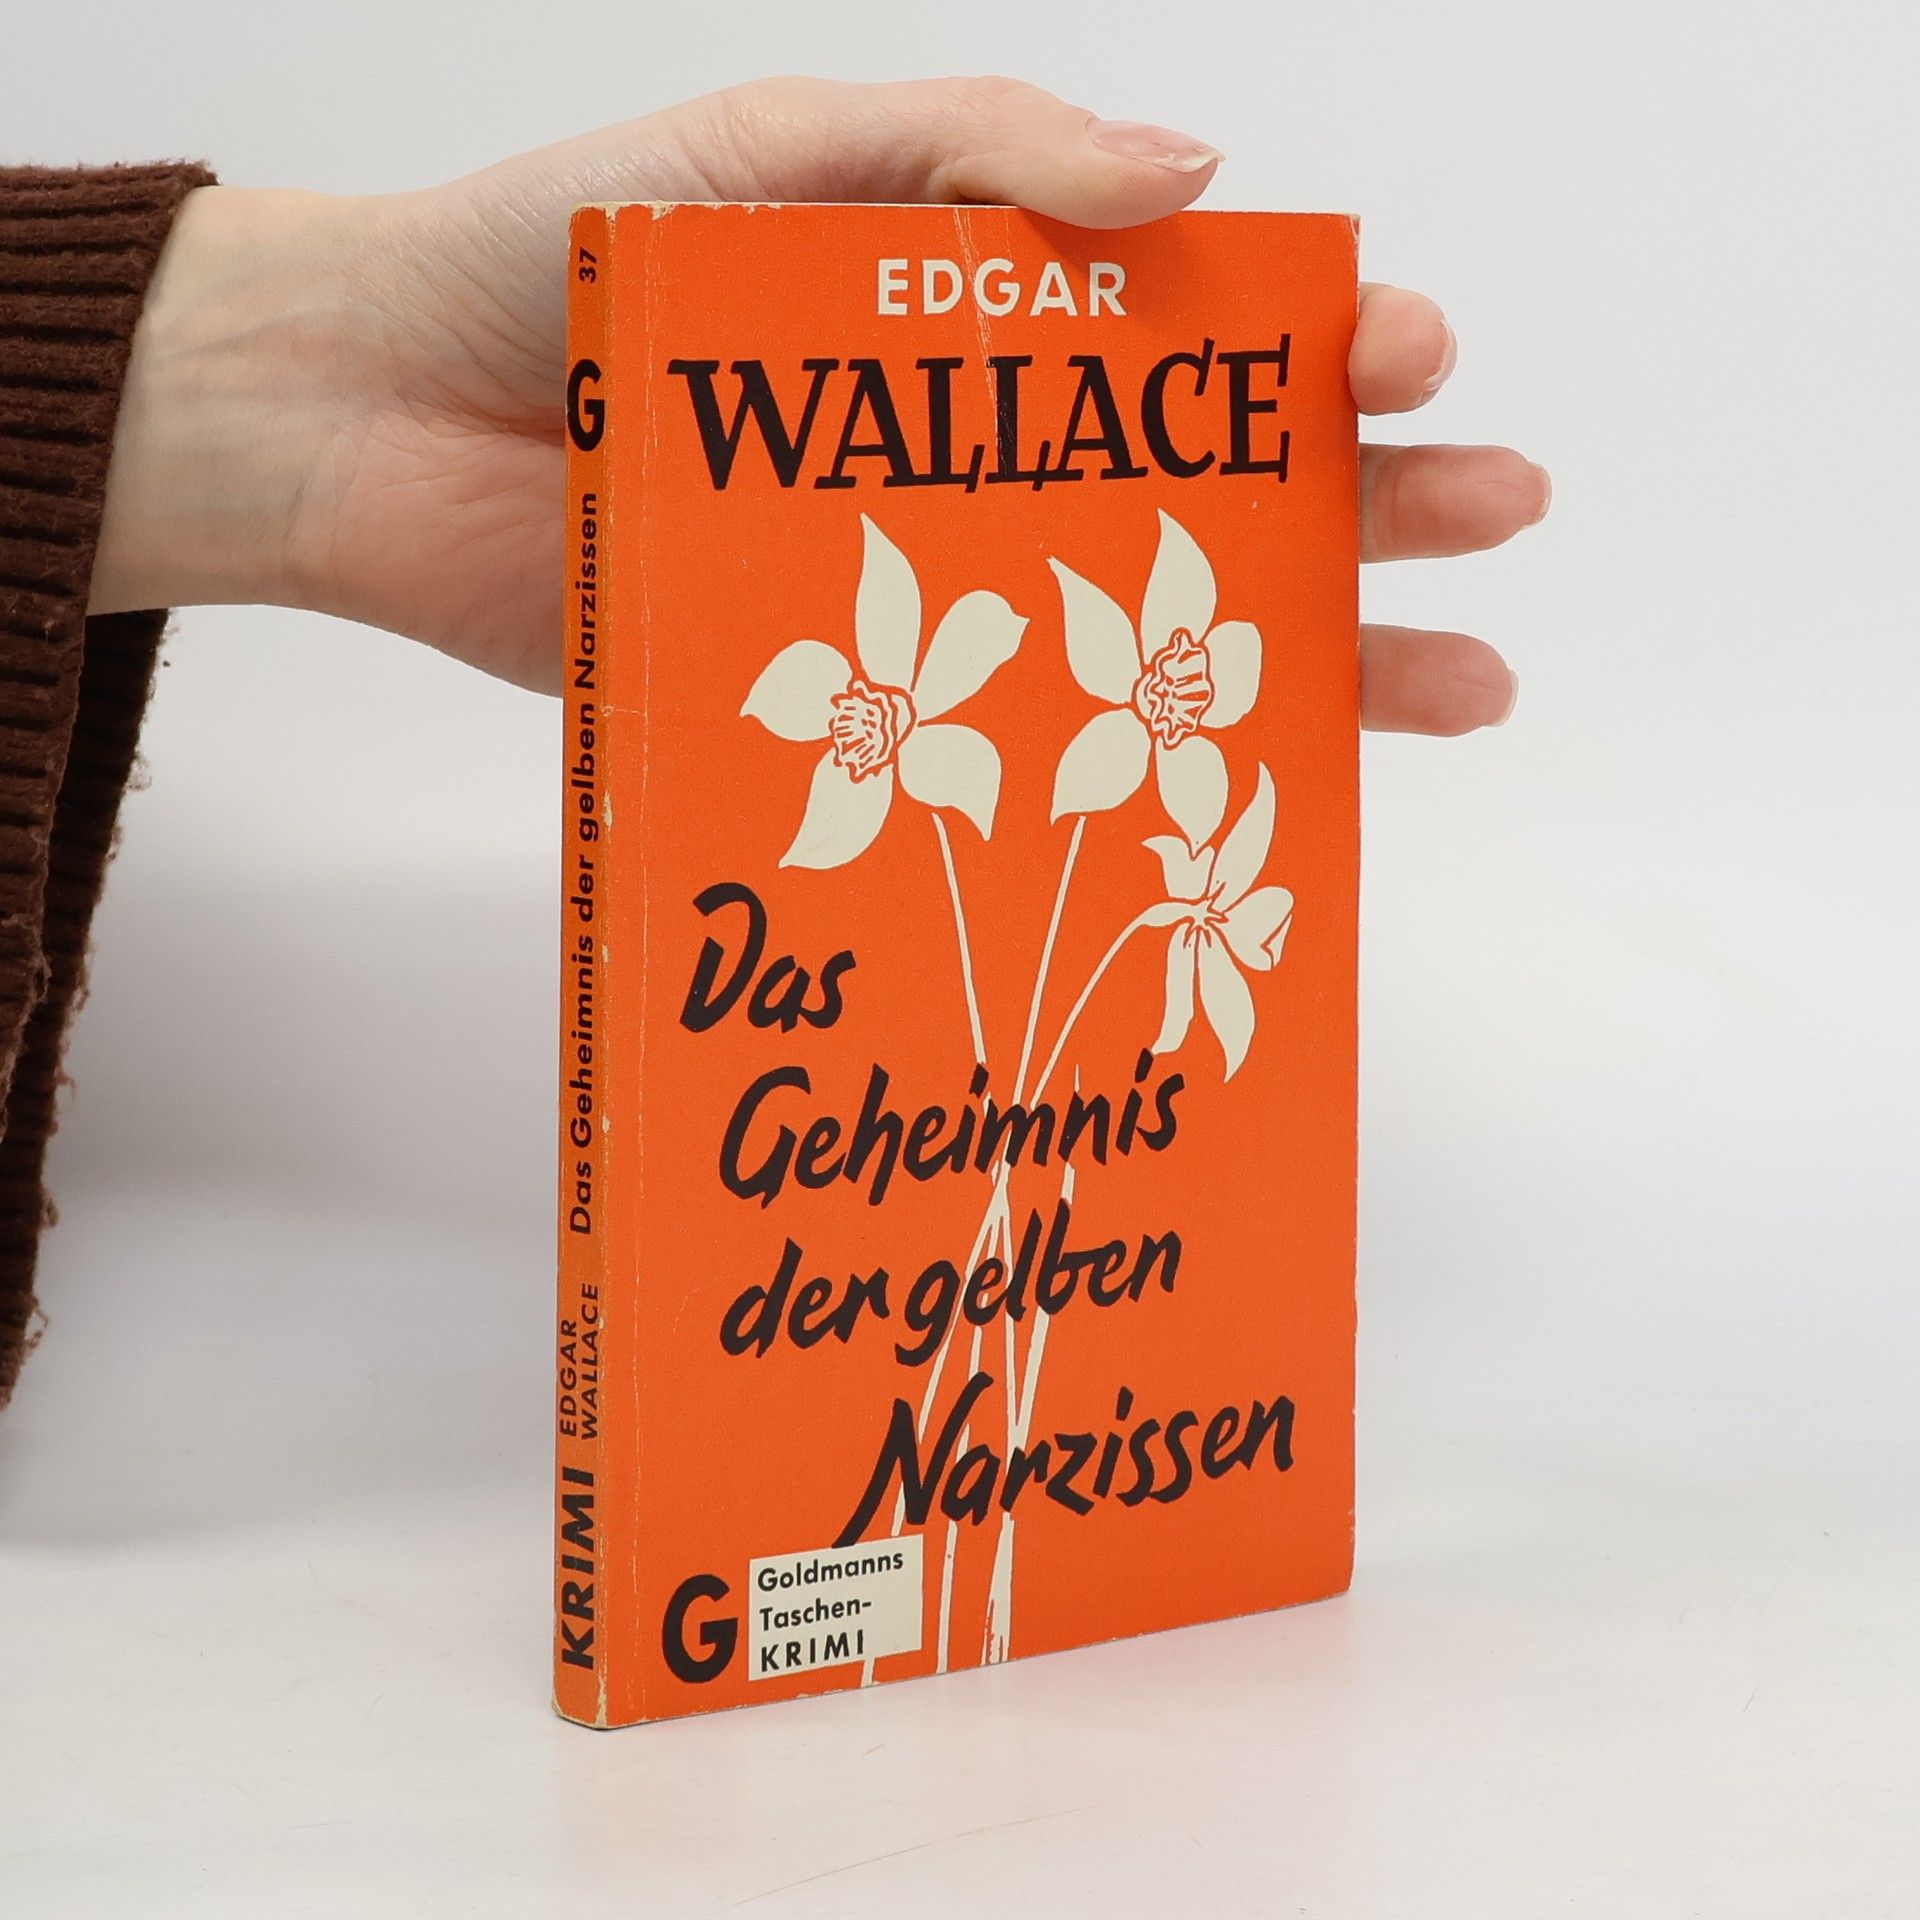 EDGAR
WALLACE
Das
Geheimnis
der gelben
Narzissen
G
Goldmanns
Taschen-
KRIMI
KRIMI
EDGAR
WALLACE
Das Geheimnis der gelben Narzissen
G
37